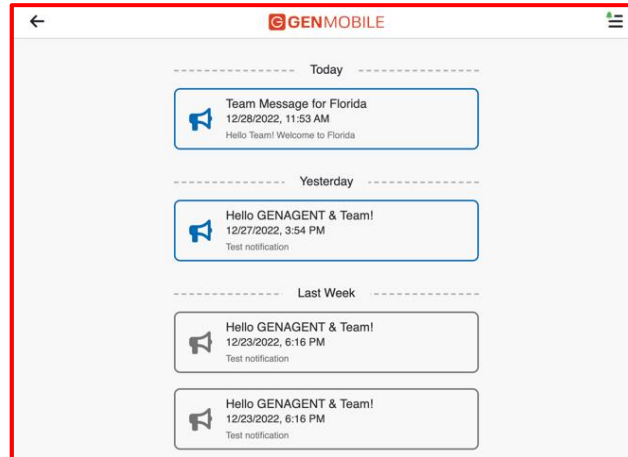 GENMOBILE
Today
Team Message for Florida
12/28/2022, 11:53 AM
Hello Team! Welcome to Florida
Yesterday
Hello GENAGENT & Team!
12/27/2022, 3:54 PM
Test notification
Last Week
Hello GENAGENT & Team!
12/23/2022, 6:16 PM
Test notification
Hello GENAGENT & Team!
12/23/2022, 6:16 PM
Test notification